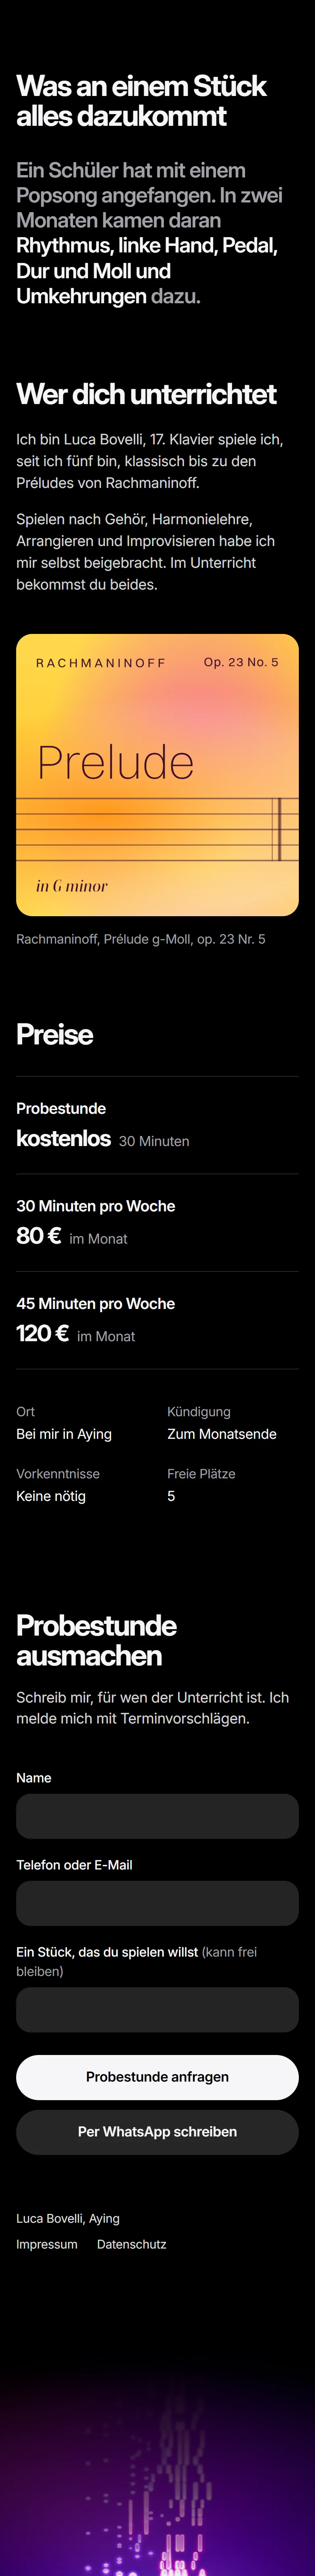 Was an einem Stück
alles dazukommt
Ein Schüler hat mit einem
Popsong angefangen. In zwei
Monaten kamen daran
Rhythmus, linke Hand, Pedal,
Dur und Moll und
Umkehrungen dazu.
Wer dich unterrichtet
Ich bin Luca Bovelli, 17. Klavier spiele ich,
seit ich fünf bin, klassisch bis zu den
Préludes von Rachmaninoff.
Spielen nach Gehör, Harmonielehre,
Arrangieren und Improvisieren habe ich
mir selbst beigebracht. Im Unterricht
bekommst du beides.
RACHMANINOFF Op. 23 No. 5
Prelude
in G minor
Rachmaninoff, Prélude g-Moll, op. 23 Nr. 5
Preise
Probestunde
kostenlos 30 Minuten
30 Minuten pro Woche
80 € im Monat
45 Minuten pro Woche
120 € im Monat
Ort Kündigung
Bei mir in Aying Zum Monatsende
Vorkenntnisse Freie Plätze
Keine nötig 5
Probestunde
ausmachen
Schreib mir, für wen der Unterricht ist. Ich
melde mich mit Terminvorschlägen.
Name
Telefon oder E-Mail
Ein Stück, das du spielen willst (kann frei
bleiben)
Probestunde anfragen
Per WhatsApp schreiben
Luca Bovelli, Aying
Impressum Datenschutz